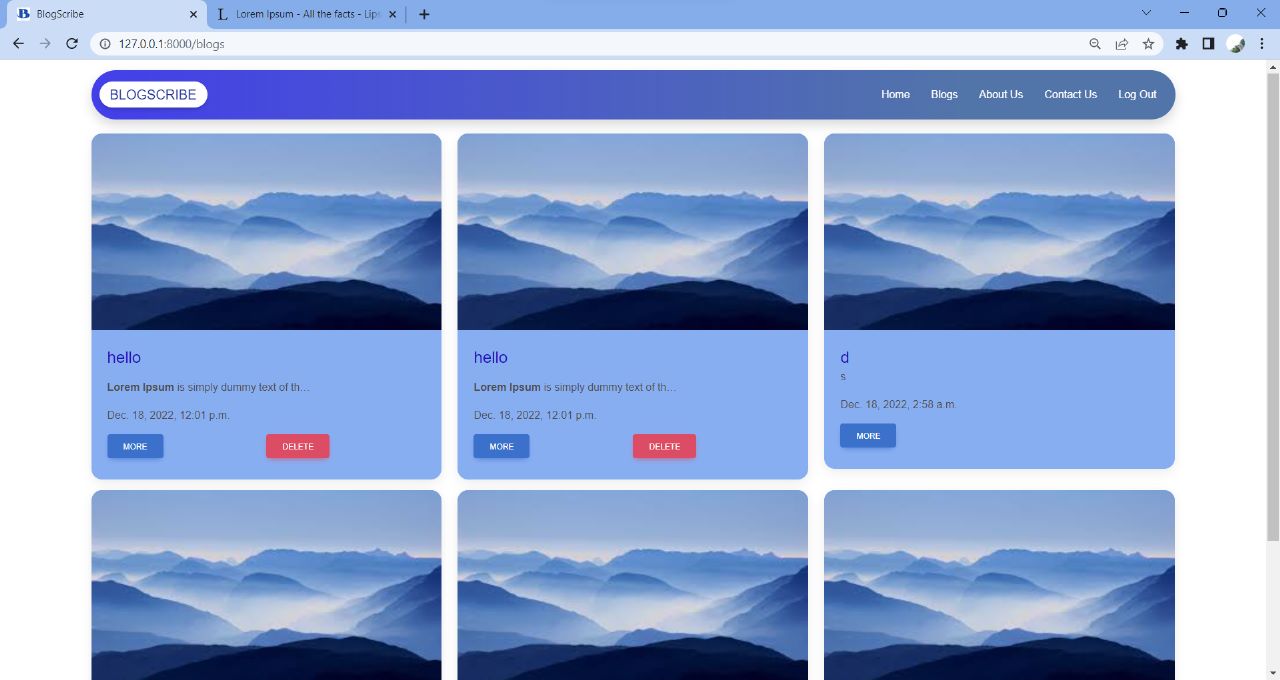 BlogScribe
Lorem Ipsum - All the facts - Lips
127.0.0.1:8000/blogs
BLOGSCRIBE
Home
Blogs
About Us
Contact Us
Log Out
hello
Lorem Ipsum is simply dummy text of th…
Dec. 18, 2022, 12:01 p.m.
MORE
DELETE
hello
Lorem Ipsum is simply dummy text of th…
Dec. 18, 2022, 12:01 p.m.
MORE
DELETE
d
s
Dec. 18, 2022, 2:58 a.m.
MORE